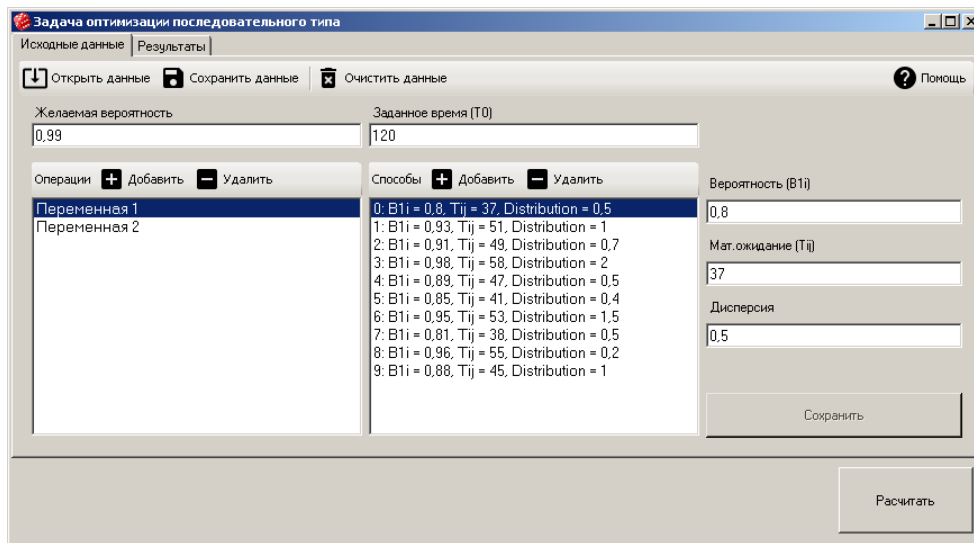 Задача оптимизации последовательного типа
Исходные данные Результаты
Открыть данные Сохранить данные Очистить данные Помощь
Желаемая вероятность Заданное время (T0)
0,99 120
Операции Добавить Удалить Способы Добавить Удалить Вероятность (B1i)
Переменная 1 0: B1i = 0,8, Tij = 37, Distribution = 0,5 0,8
Переменная 2 1: B1i = 0,93, Tij = 51, Distribution = 1
2: B1i = 0,91, Tij = 49, Distribution = 0,7 Мат.ожидание (Tij)
3: B1i = 0,98, Tij = 58, Distribution = 2 37
4: B1i = 0,89, Tij = 47, Distribution = 0,5
5: B1i = 0,85, Tij = 41, Distribution = 0,4 Дисперсия
6: B1i = 0,95, Tij = 53, Distribution = 1,5
7: B1i = 0,81, Tij = 38, Distribution = 0,5 0,5
8: B1i = 0,96, Tij = 55, Distribution = 0,2
9: B1i = 0,88, Tij = 45, Distribution = 1
Сохранить
Расчитать